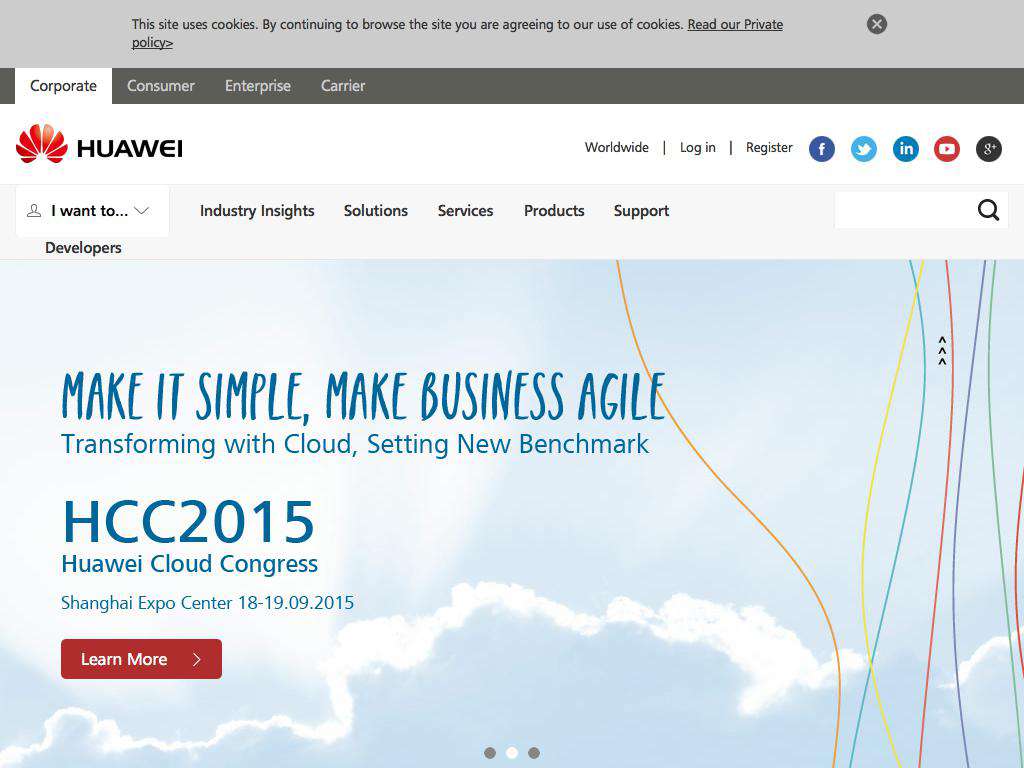 This site uses cookies. By continuing to browse the site you are agreeing to our use of cookies. Read our Private
policy>
Corporate Consumer Enterprise Carrier
HUAWEI
Worldwide | Log in | Register
I want to... Industry Insights Solutions Services Products Support
Developers
MAKE IT SIMPLE, MAKE BUSINESS AGILE
Transforming with Cloud, Setting New Benchmark
HCC2015
Huawei Cloud Congress
Shanghai Expo Center 18-19.09.2015
Learn More